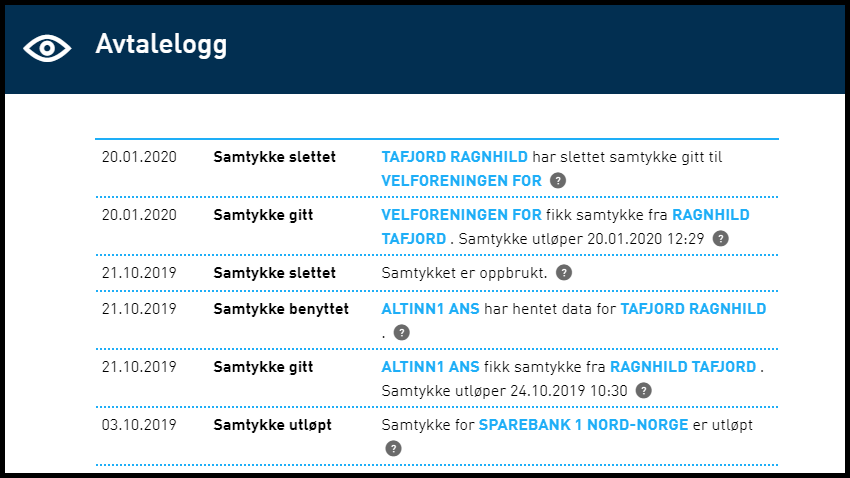 Avtalelogg
20.01.2020 Samtykke slettet TAFJORD RAGNHILD har slettet samtykke gitt til
VELFORENINGEN FOR ?
20.01.2020 Samtykke gitt VELFORENINGEN FOR fikk samtykke fra RAGNHILD
TAFJORD . Samtykke utløper 20.01.2020 12:29 ?
21.10.2019 Samtykke slettet Samtykket er oppbrukt. ?
21.10.2019 Samtykke benyttet ALTINN1 ANS har hentet data for TAFJORD RAGNHILD
. ?
21.10.2019 Samtykke gitt ALTINN1 ANS fikk samtykke fra RAGNHILD TAFJORD .
Samtykke utløper 24.10.2019 10:30 ?
03.10.2019 Samtykke utløpt Samtykke for SPAREBANK 1 NORD-NORGE er utløpt
?